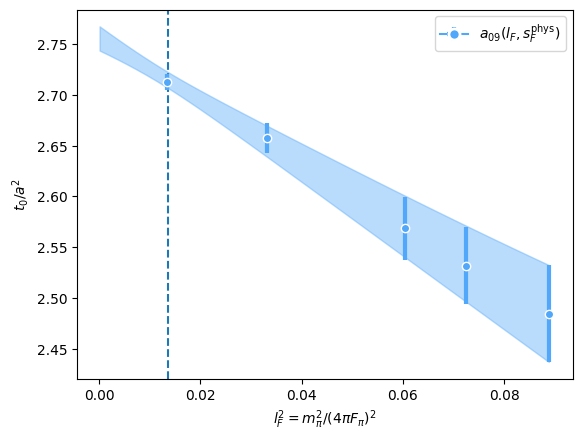 a₀₉(l_F, s_F^phys)
t₀/a²
2.75
2.70
2.65
2.60
2.55
2.50
2.45
0.00 0.02 0.04 0.06 0.08
l_F² = m_π²/(4πF_π)²